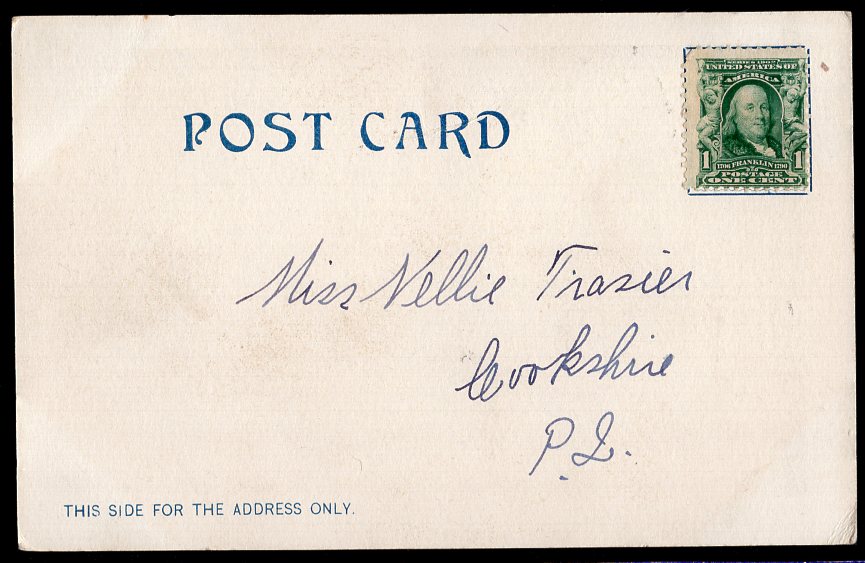 POST CARD
SERIES 1902
UNITED STATES OF
AMERICA
1 1706 FRANKLIN 1790 1
POSTAGE
ONE CENT
Miss Nellie Frasier
Cookshire
P.Q.
THIS SIDE FOR THE ADDRESS ONLY.